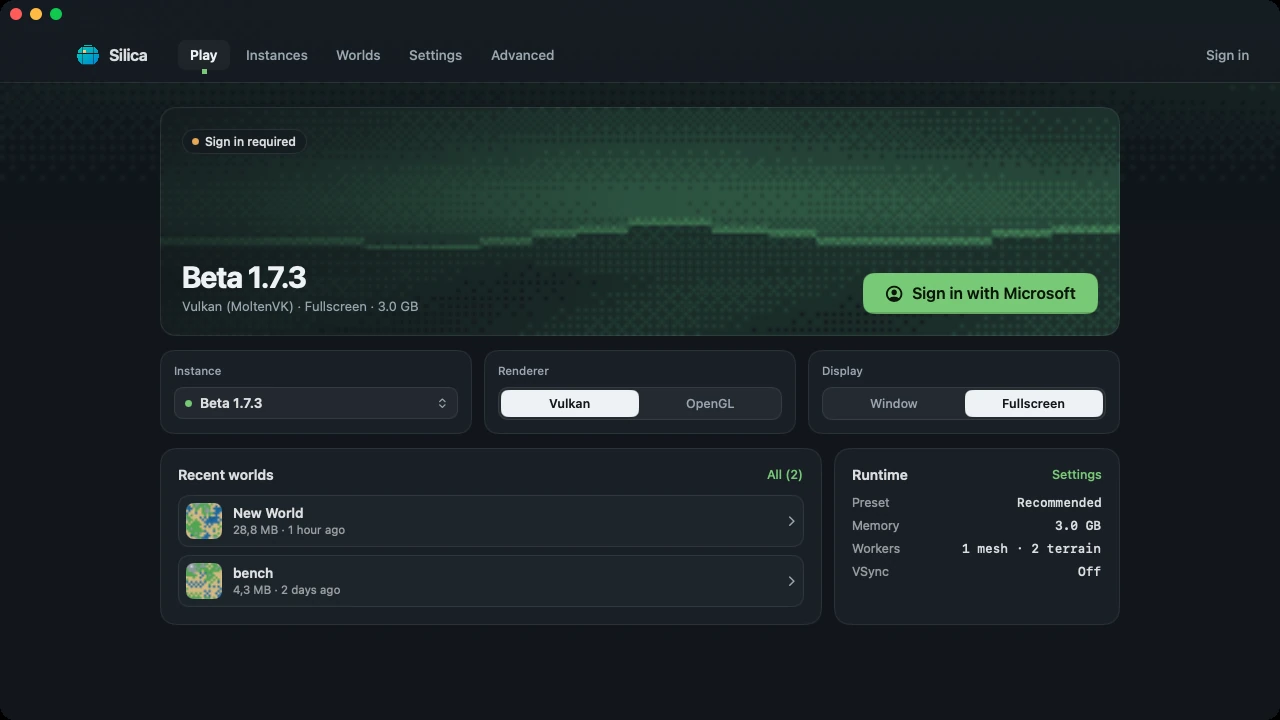 Silica
Play
Instances
Worlds
Settings
Advanced
Sign in
Sign in required
Beta 1.7.3
Vulkan (MoltenVK) · Fullscreen · 3.0 GB
Sign in with Microsoft
Instance
Beta 1.7.3
Renderer
Vulkan
OpenGL
Display
Window
Fullscreen
Recent worlds
All (2)
New World
28,8 MB · 1 hour ago
bench
4,3 MB · 2 days ago
Runtime
Settings
Preset
Recommended
Memory
3.0 GB
Workers
1 mesh · 2 terrain
VSync
Off